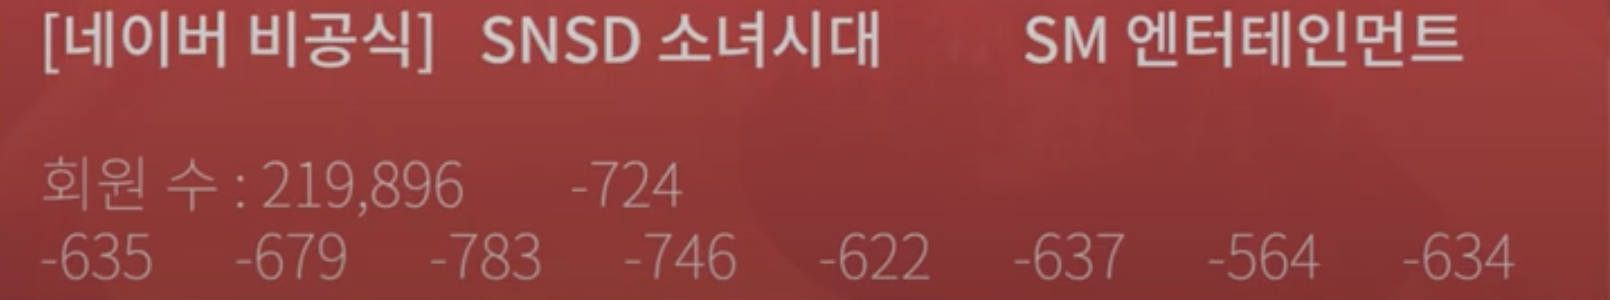 [네이버 비공식] SNSD 소녀시대 SM 엔터테인먼트
회원 수 : 219,896 -724
-635 -679 -783 -746 -622 -637 -564 -634